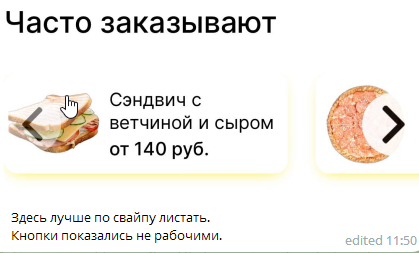 Часто заказывают
Сэндвич с
ветчиной и сыром
от 140 руб.
Здесь лучше по свайпу листать.
Кнопки показались не рабочими.
edited 11:50